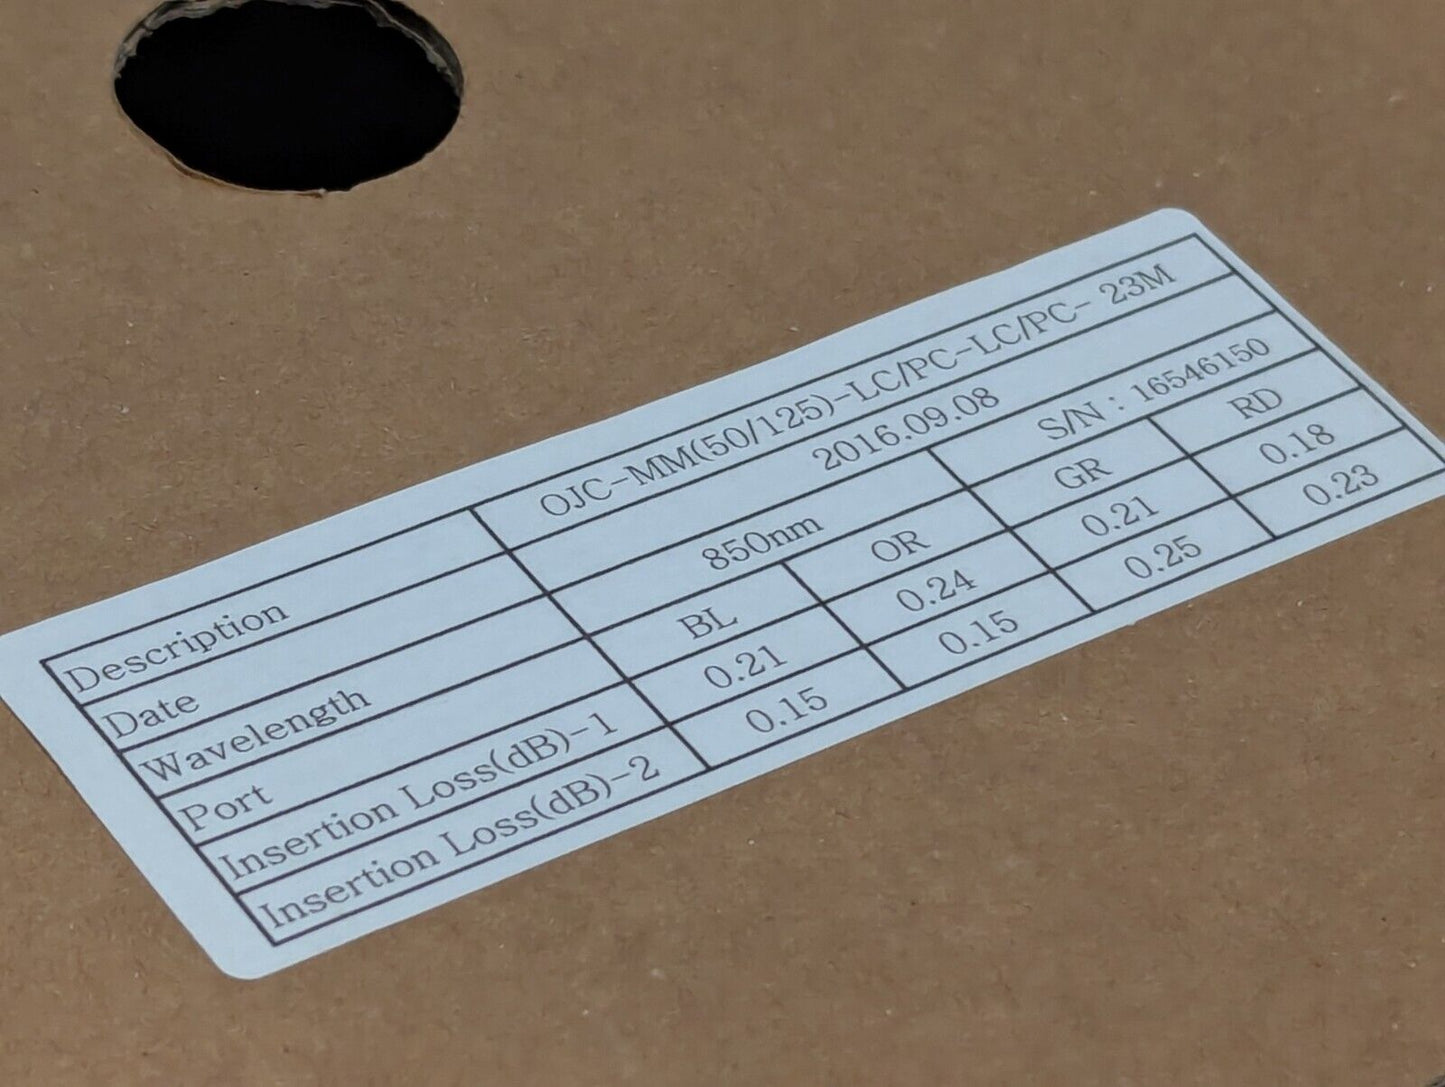 Description OJC-MM(50/125)-LC/PC-LC/PC- 23M
Date 2016.09.08
Wavelength 850nm S/N : 16546150
Port BL OR GR RD
Insertion Loss(dB)-1 0.21 0.24 0.21 0.18
Insertion Loss(dB)-2 0.15 0.15 0.25 0.23